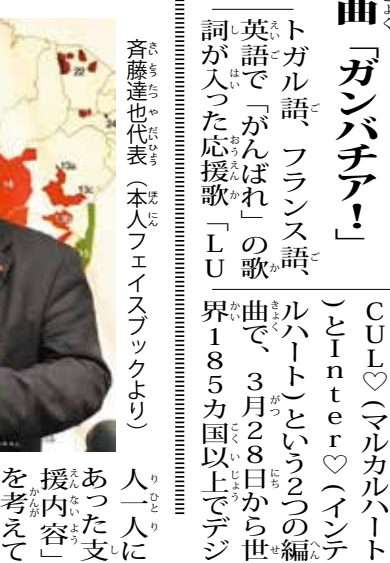 曲「ガンバチア！」
トガル語、フランス語、
英語で「がんばれ」の歌
詞が入った応援歌「LU
CUL♡(マルカルハート
)とInter♡(インテ
ルハート)という2つの編
曲で、3月28日から世
界185カ国以上でデジ
斉藤達也代表（本人フェイスブックより）
人一人に
あった支
援内容」
を考えて
22